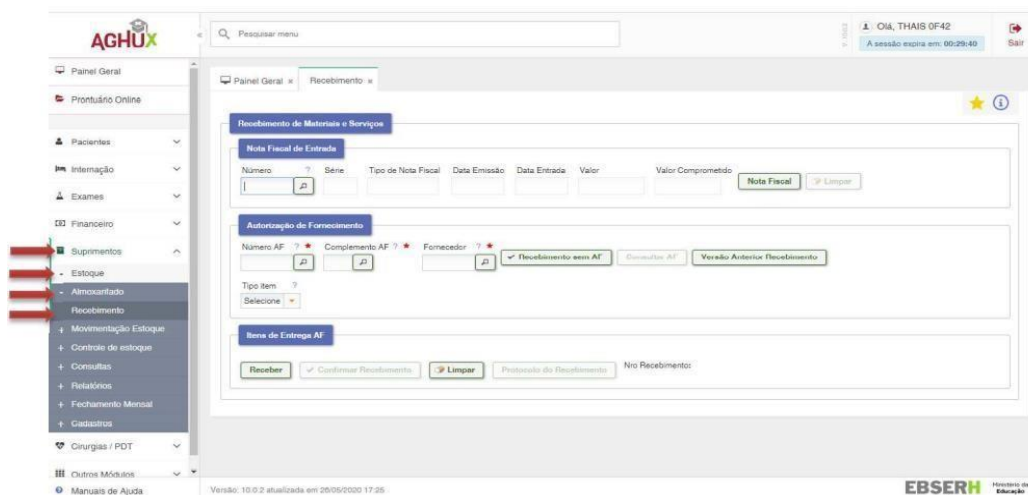 AGHUX
«
Pesquisar menu
Olá, THAIS 0F42
A sessão expira em: 00:29:40
Sair
Painel Geral
Prontuário Online
Pacientes
Internação
Exames
Financeiro
Suprimentos
- Estoque
- Almoxarifado
Recebimento
+ Movimentação Estoque
+ Controle de estoque
+ Consultas
+ Relatórios
+ Fechamento Mensal
+ Cadastros
Cirurgias / PDT
Outros Módulos
Manuais de Ajuda
Painel Geral × Recebimento ×
Recebimento de Materiais e Serviços
Nota Fiscal de Entrada
Número ? Série Tipo de Nota Fiscal Data Emissão Data Entrada Valor Valor Comprometido
Nota Fiscal Limpar
Autorização de Fornecimento
Número AF ? * Complemento AF ? * Fornecedor ? *
Recebimento sem AF Consultar AF Versão Anterior Recebimento
Tipo item ?
Selecione
Itens de Entrega AF
Receber Confirmar Recebimento Limpar Protocolo do Recebimento Nro Recebimento:
Versão: 10.0.2 atualizada em 26/05/2020 17:25
EBSERH
Ministério da
Educação